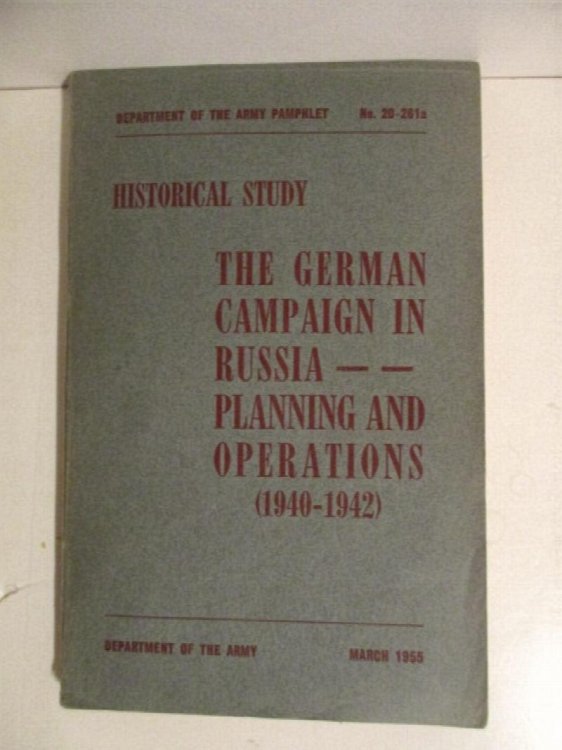 DEPARTMENT OF THE ARMY PAMPHLET No. 20-261a
HISTORICAL STUDY
THE GERMAN
CAMPAIGN IN
RUSSIA — —
PLANNING AND
OPERATIONS
(1940-1942)
DEPARTMENT OF THE ARMY MARCH 1955